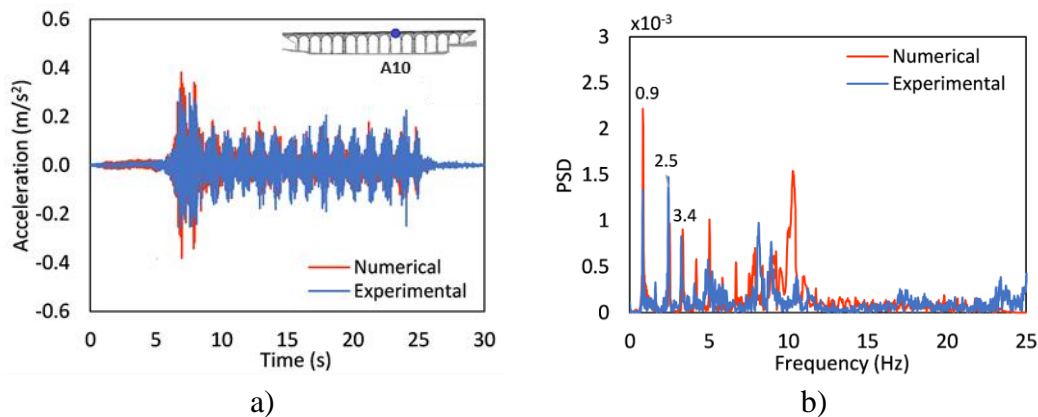 0.6
0.4
0.2
0.0
-0.2
-0.4
-0.6
Acceleration (m/s²)
A10
Numerical
Experimental
0 5 10 15 20 25 30
Time (s)
a)
x10⁻³
3
2.5
2
1.5
1
0.5
0
PSD
Numerical
Experimental
0.9
2.5
3.4
0 5 10 15 20 25
Frequency (Hz)
b)